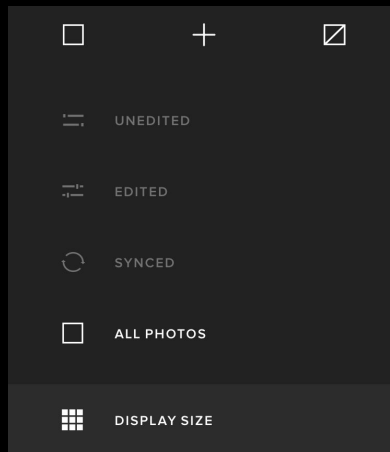 UNEDITED
EDITED
SYNCED
ALL PHOTOS
DISPLAY SIZE